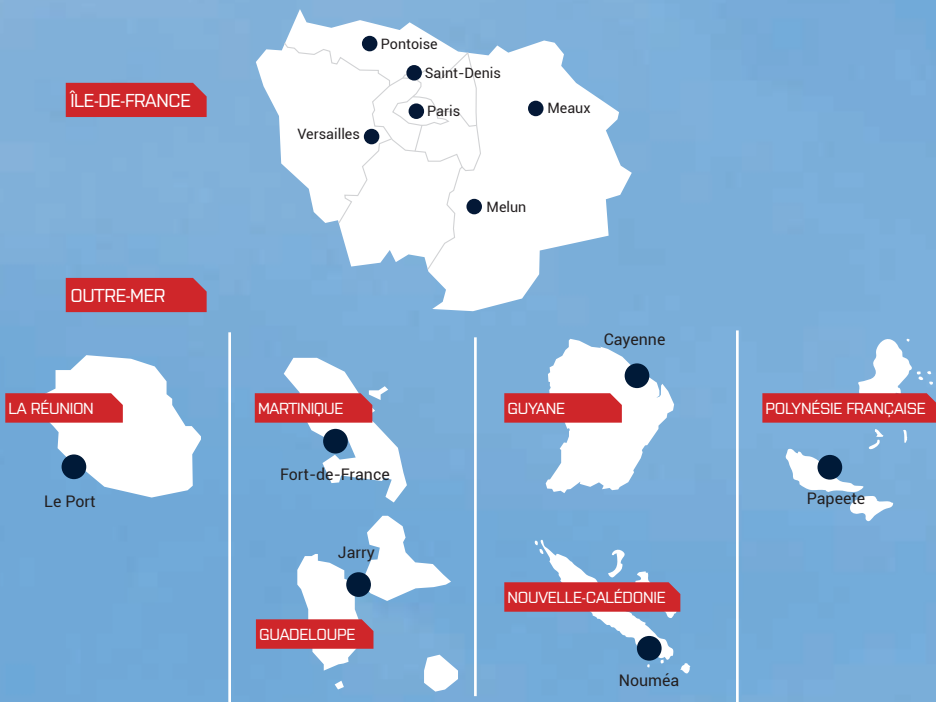 Pontoise
Saint-Denis
ÎLE-DE-FRANCE
Paris
Meaux
Versailles
Melun
OUTRE-MER
LA RÉUNION
Le Port
MARTINIQUE
Fort-de-France
Jarry
GUADELOUPE
Cayenne
GUYANE
NOUVELLE-CALÉDONIE
Nouméa
POLYNÉSIE FRANÇAISE
Papeete